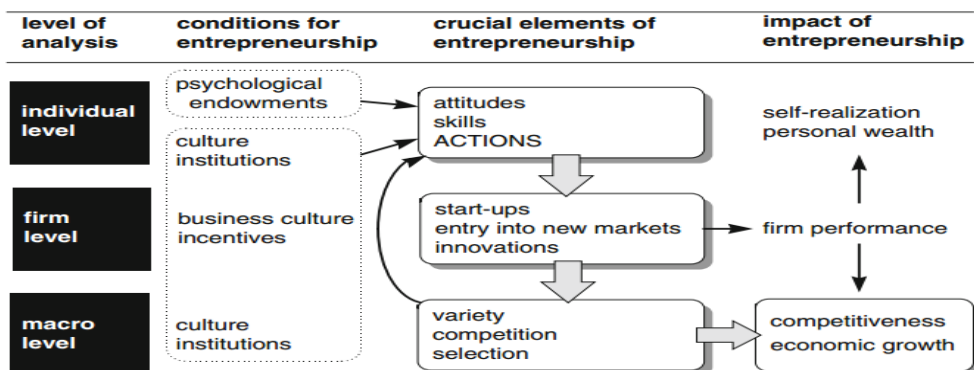 level of analysis
conditions for entrepreneurship
crucial elements of entrepreneurship
impact of entrepreneurship
individual level
psychological endowments
culture
institutions
attitudes
skills
ACTIONS
self-realization
personal wealth
firm level
business culture
incentives
start-ups
entry into new markets
innovations
firm performance
macro level
culture
institutions
variety
competition
selection
competitiveness
economic growth